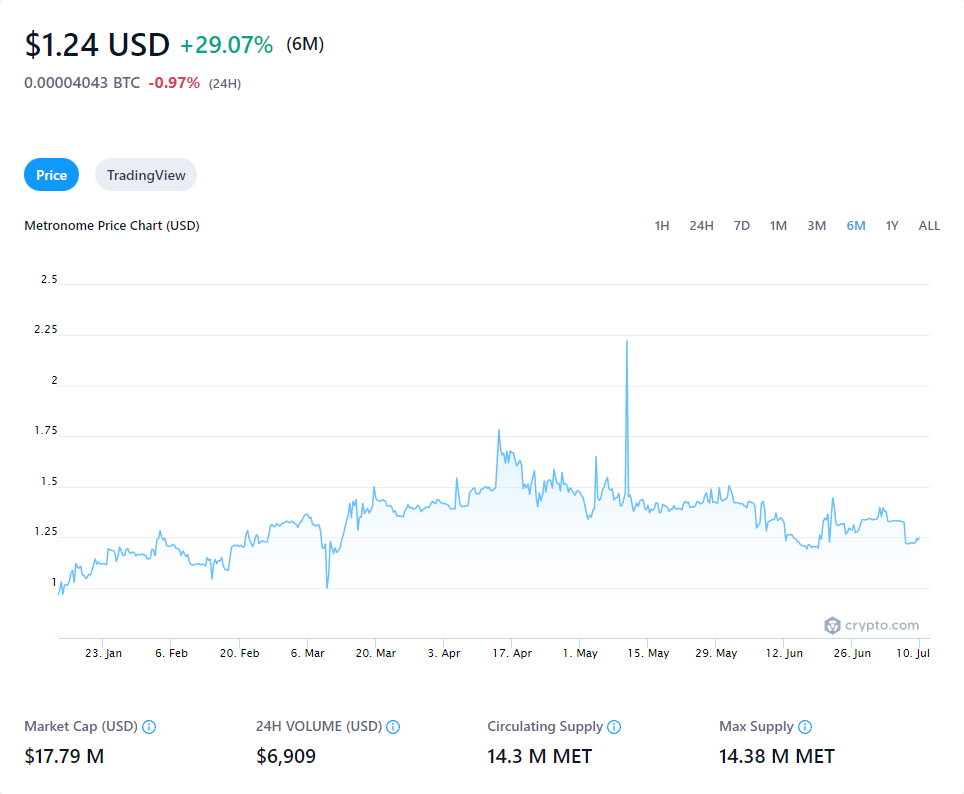 $1.24 USD +29.07% (6M)
0.00004043 BTC -0.97% (24H)
Price TradingView
Metronome Price Chart (USD) 1H 24H 7D 1M 3M 6M 1Y ALL
2.5
2.25
2
1.75
1.5
1.25
1
crypto.com
23. Jan 6. Feb 20. Feb 6. Mar 20. Mar 3. Apr 17. Apr 1. May 15. May 29. May 12. Jun 26. Jun 10. Jul
Market Cap (USD) 24H VOLUME (USD) Circulating Supply Max Supply
$17.79 M $6,909 14.3 M MET 14.38 M MET